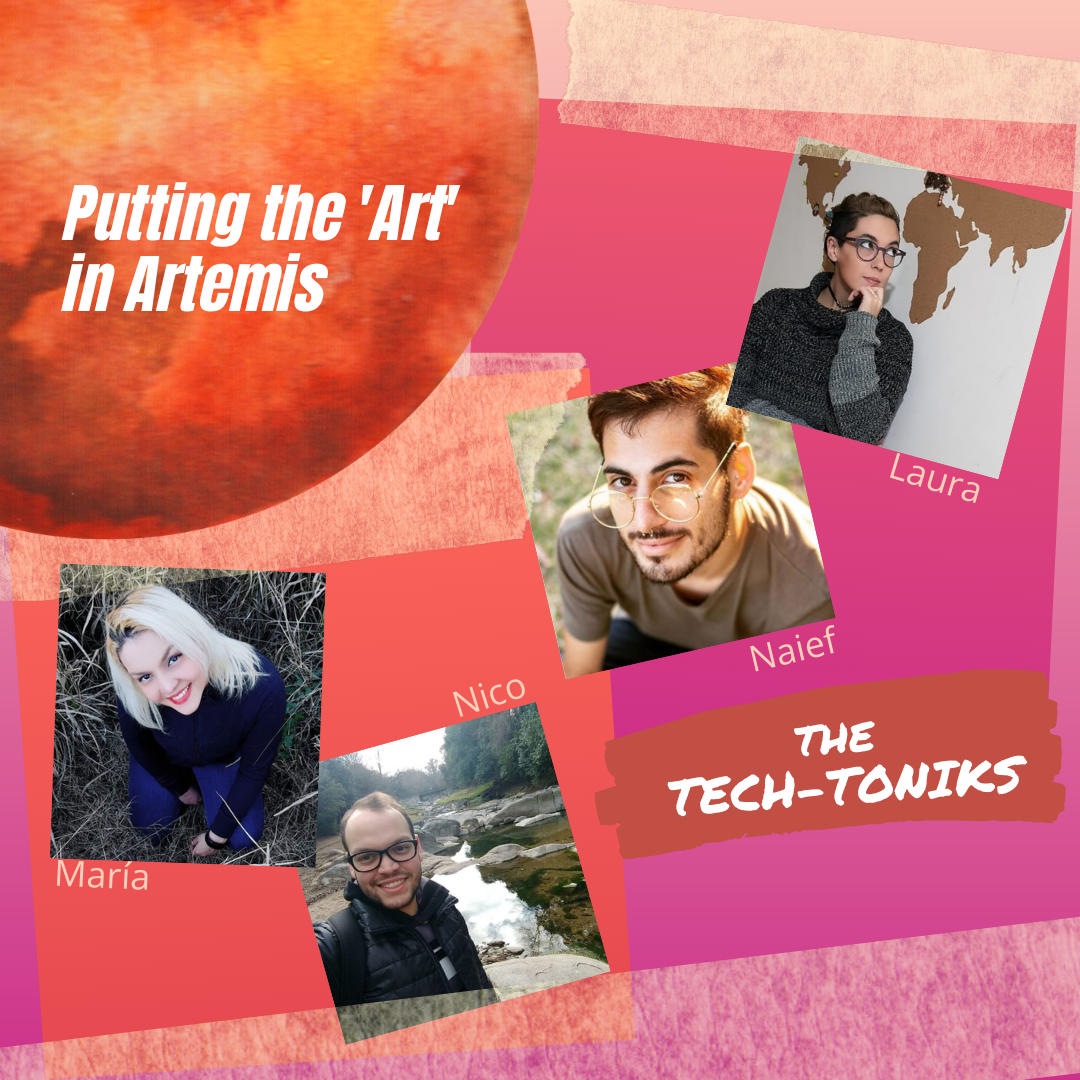 Putting the 'Art'
in Artemis
Laura
Naief
Nico
María
THE
TECH-TONIKS